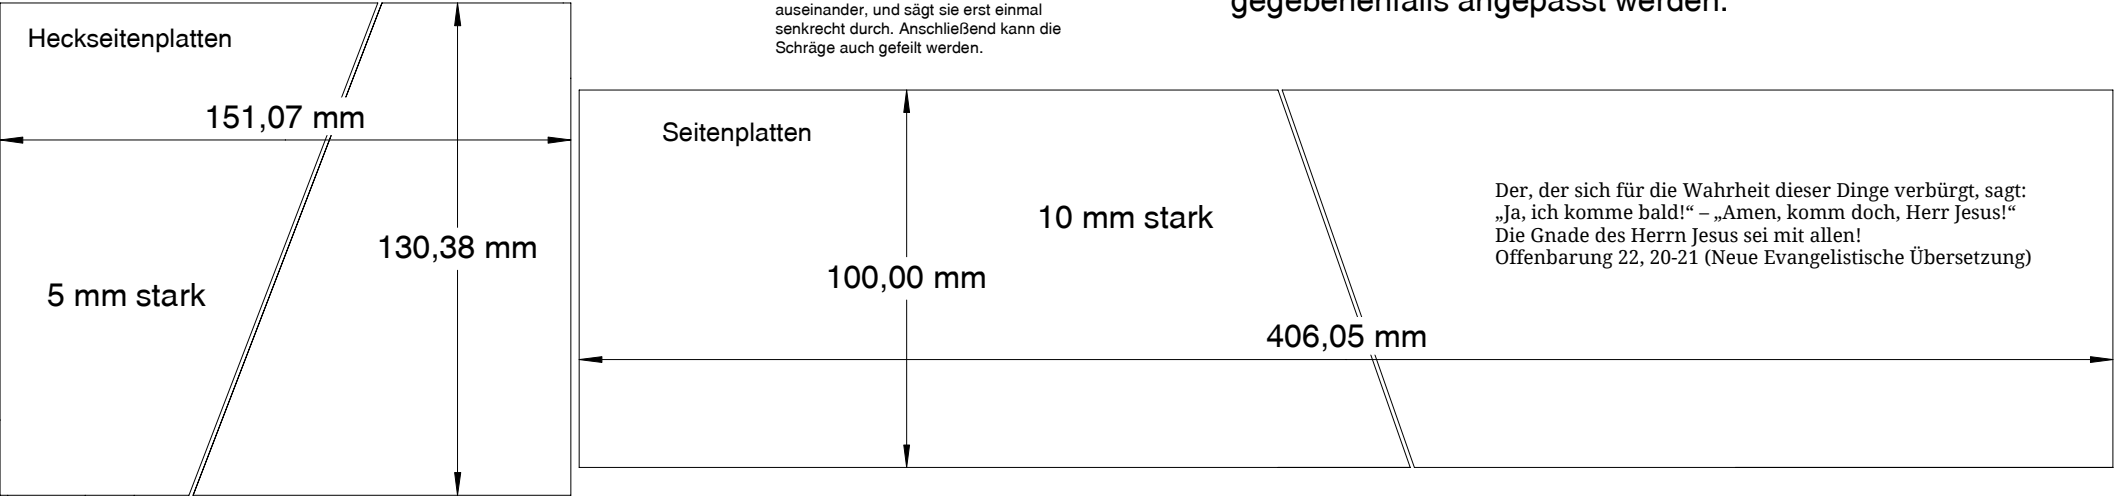 auseinander, und sägt sie erst einmal
senkrecht durch. Anschließend kann die
Schräge auch gefeilt werden.
gegebenenfalls angepasst werden.
Heckseitenplatten
151,07 mm
130,38 mm
5 mm stark
Seitenplatten
10 mm stark
100,00 mm
406,05 mm
Der, der sich für die Wahrheit dieser Dinge verbürgt, sagt:
„Ja, ich komme bald!“ – „Amen, komm doch, Herr Jesus!“
Die Gnade des Herrn Jesus sei mit allen!
Offenbarung 22, 20-21 (Neue Evangelistische Übersetzung)